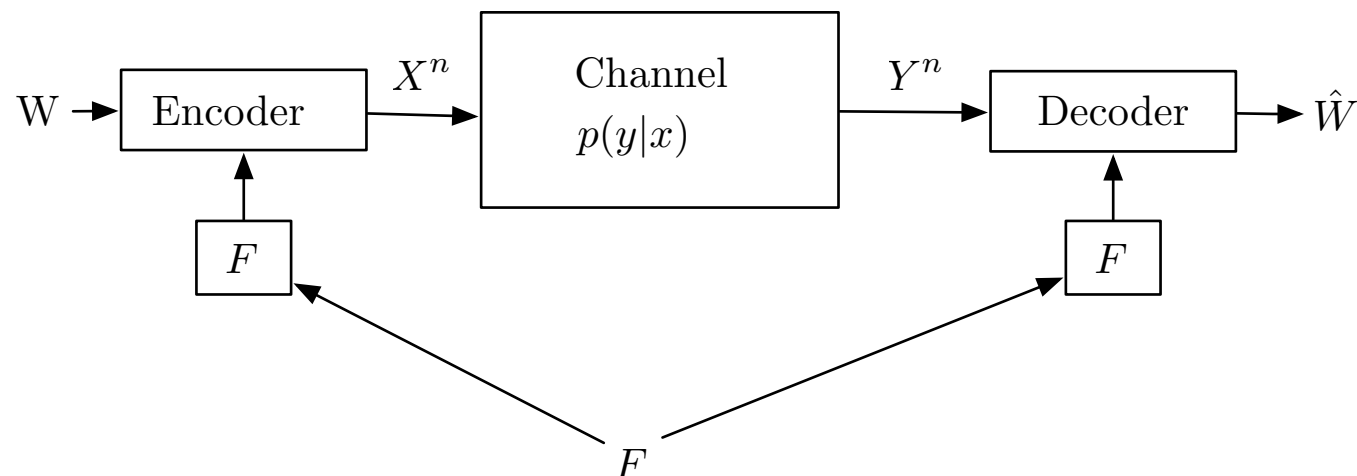 W
Encoder
X^n
Channel
p(y|x)
Y^n
Decoder
Ŵ
F
F
F